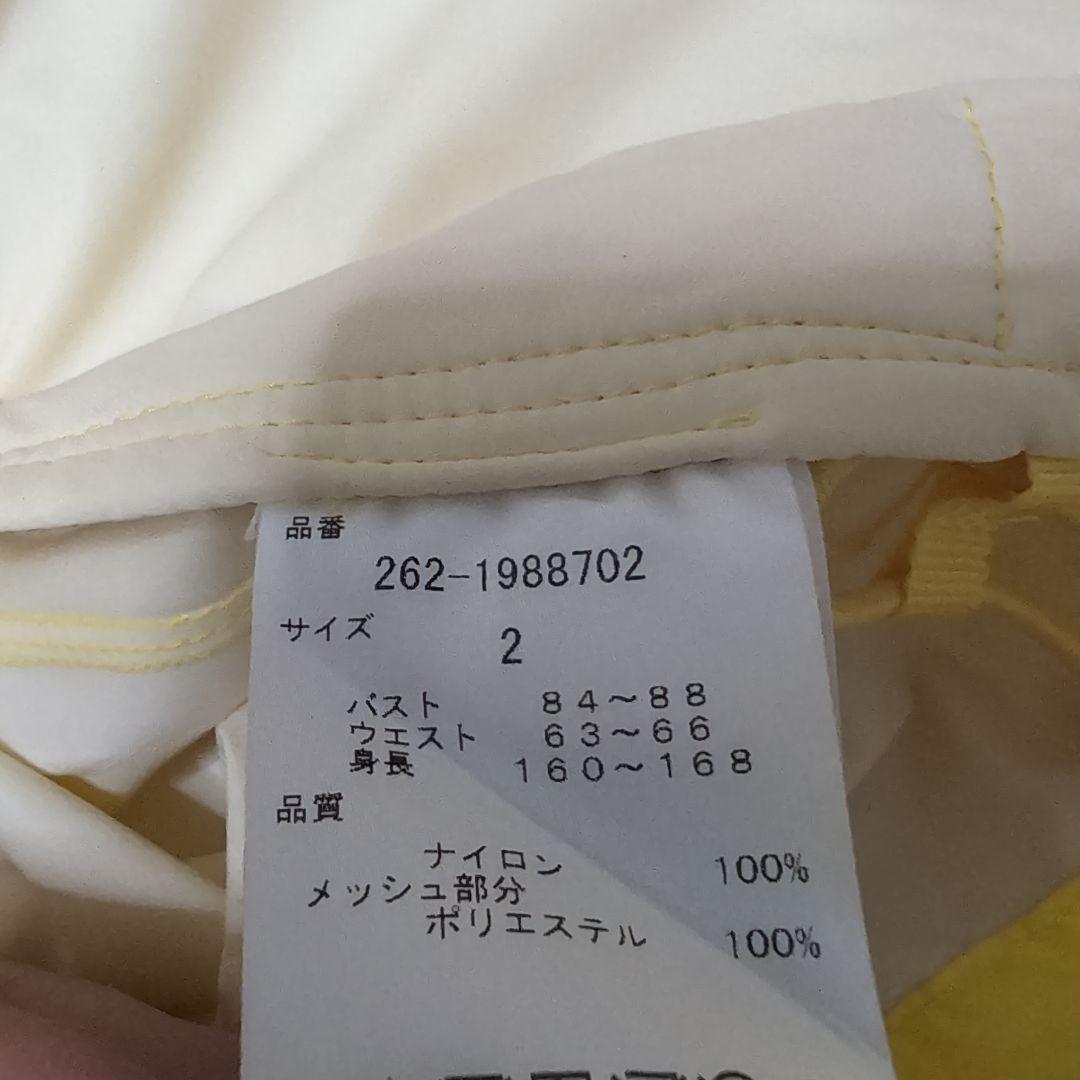 品番
262-1988702
サイズ
2
バスト 84～88
ウエスト 63～66
身長 160～168
品質
ナイロン 100%
メッシュ部分
ポリエステル 100%